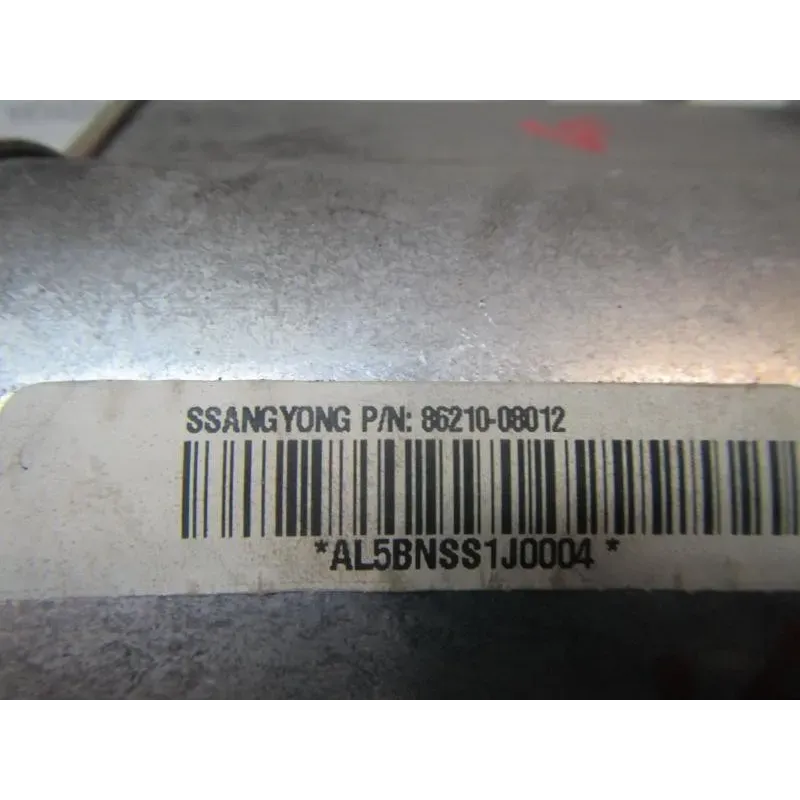 SSANGYONG P/N: 86210-08012
*AL5BNSS1J0004*